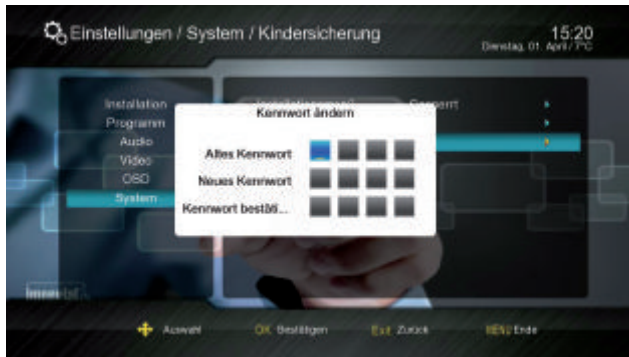 Einstellungen / System / Kindersicherung
15:20
Dienstag, 01. April / 7°C
Installation
Programm
Audio
Video
OSD
System
Kennwort ändern
Altes Kennwort
Neues Kennwort
Kennwort bestäti...
Auswahl
OK Bestätigen
Exit Zurück
MENU Ende